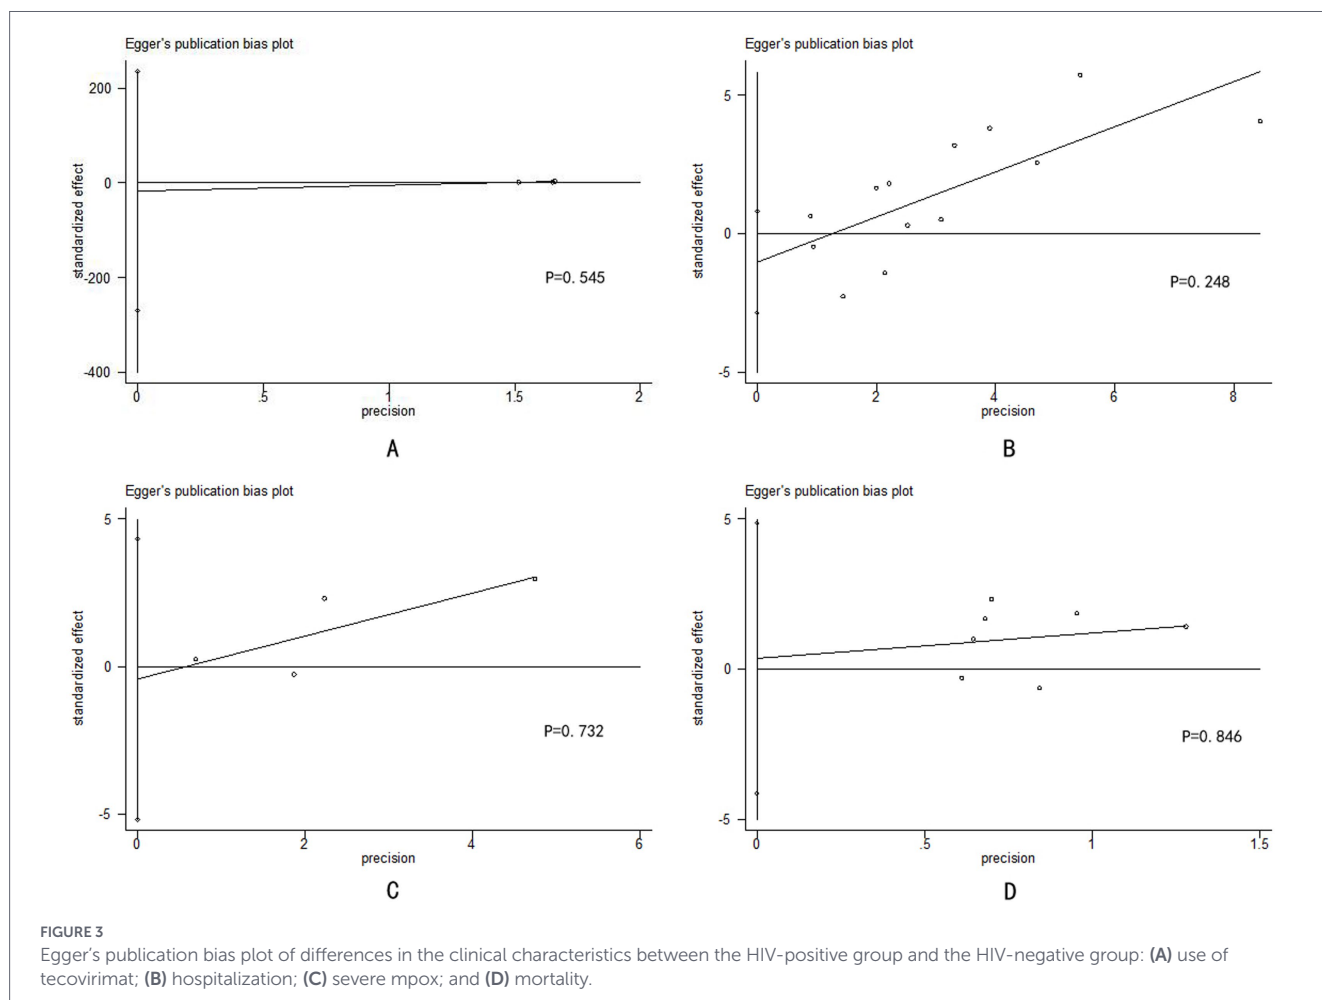 Egger's publication bias plot
standardized effect
200
0
-200
-400
P=0. 545
0
.5
1
1.5
2
precision
A
Egger's publication bias plot
standardized effect
5
0
-5
P=0. 248
0
2
4
6
8
precision
B
Egger's publication bias plot
standardized effect
5
0
-5
P=0. 732
0
2
4
6
precision
C
Egger's publication bias plot
standardized effect
5
0
-5
P=0. 846
0
.5
1
1.5
precision
D
FIGURE 3
Egger's publication bias plot of differences in the clinical characteristics between the HIV-positive group and the HIV-negative group: (A) use of
tecovirimat; (B) hospitalization; (C) severe mpox; and (D) mortality.